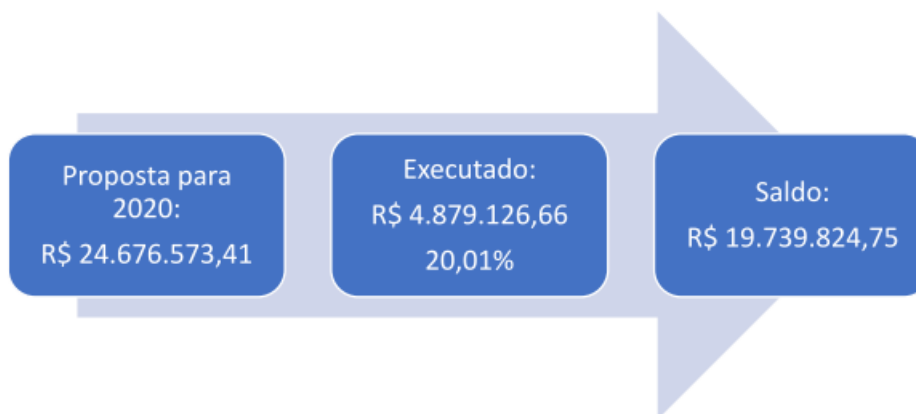 Proposta para
2020:
R$ 24.676.573,41
Executado:
R$ 4.879.126,66
20,01%
Saldo:
R$ 19.739.824,75